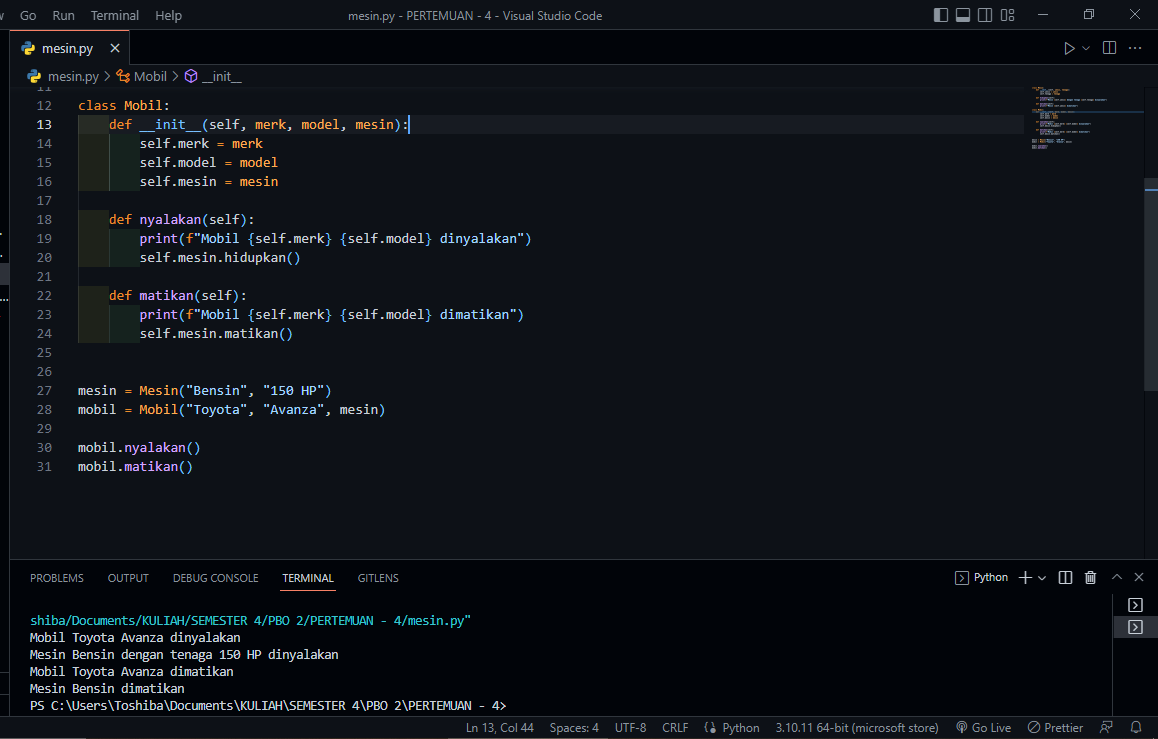 Go Run Terminal Help mesin.py - PERTEMUAN - 4 - Visual Studio Code
mesin.py
mesin.py > Mobil > __init__
11
12 class Mobil:
13 def __init__(self, merk, model, mesin):
14 self.merk = merk
15 self.model = model
16 self.mesin = mesin
17
18 def nyalakan(self):
19 print(f"Mobil {self.merk} {self.model} dinyalakan")
20 self.mesin.hidupkan()
21
22 def matikan(self):
23 print(f"Mobil {self.merk} {self.model} dimatikan")
24 self.mesin.matikan()
25
26
27 mesin = Mesin("Bensin", "150 HP")
28 mobil = Mobil("Toyota", "Avanza", mesin)
29
30 mobil.nyalakan()
31 mobil.matikan()
PROBLEMS OUTPUT DEBUG CONSOLE TERMINAL GITLENS Python
shiba/Documents/KULIAH/SEMESTER 4/PBO 2/PERTEMUAN - 4/mesin.py"
Mobil Toyota Avanza dinyalakan
Mesin Bensin dengan tenaga 150 HP dinyalakan
Mobil Toyota Avanza dimatikan
Mesin Bensin dimatikan
PS C:\Users\Toshiba\Documents\KULIAH\SEMESTER 4\PBO 2\PERTEMUAN - 4>
Ln 13, Col 44 Spaces: 4 UTF-8 CRLF Python 3.10.11 64-bit (microsoft store) Go Live Prettier